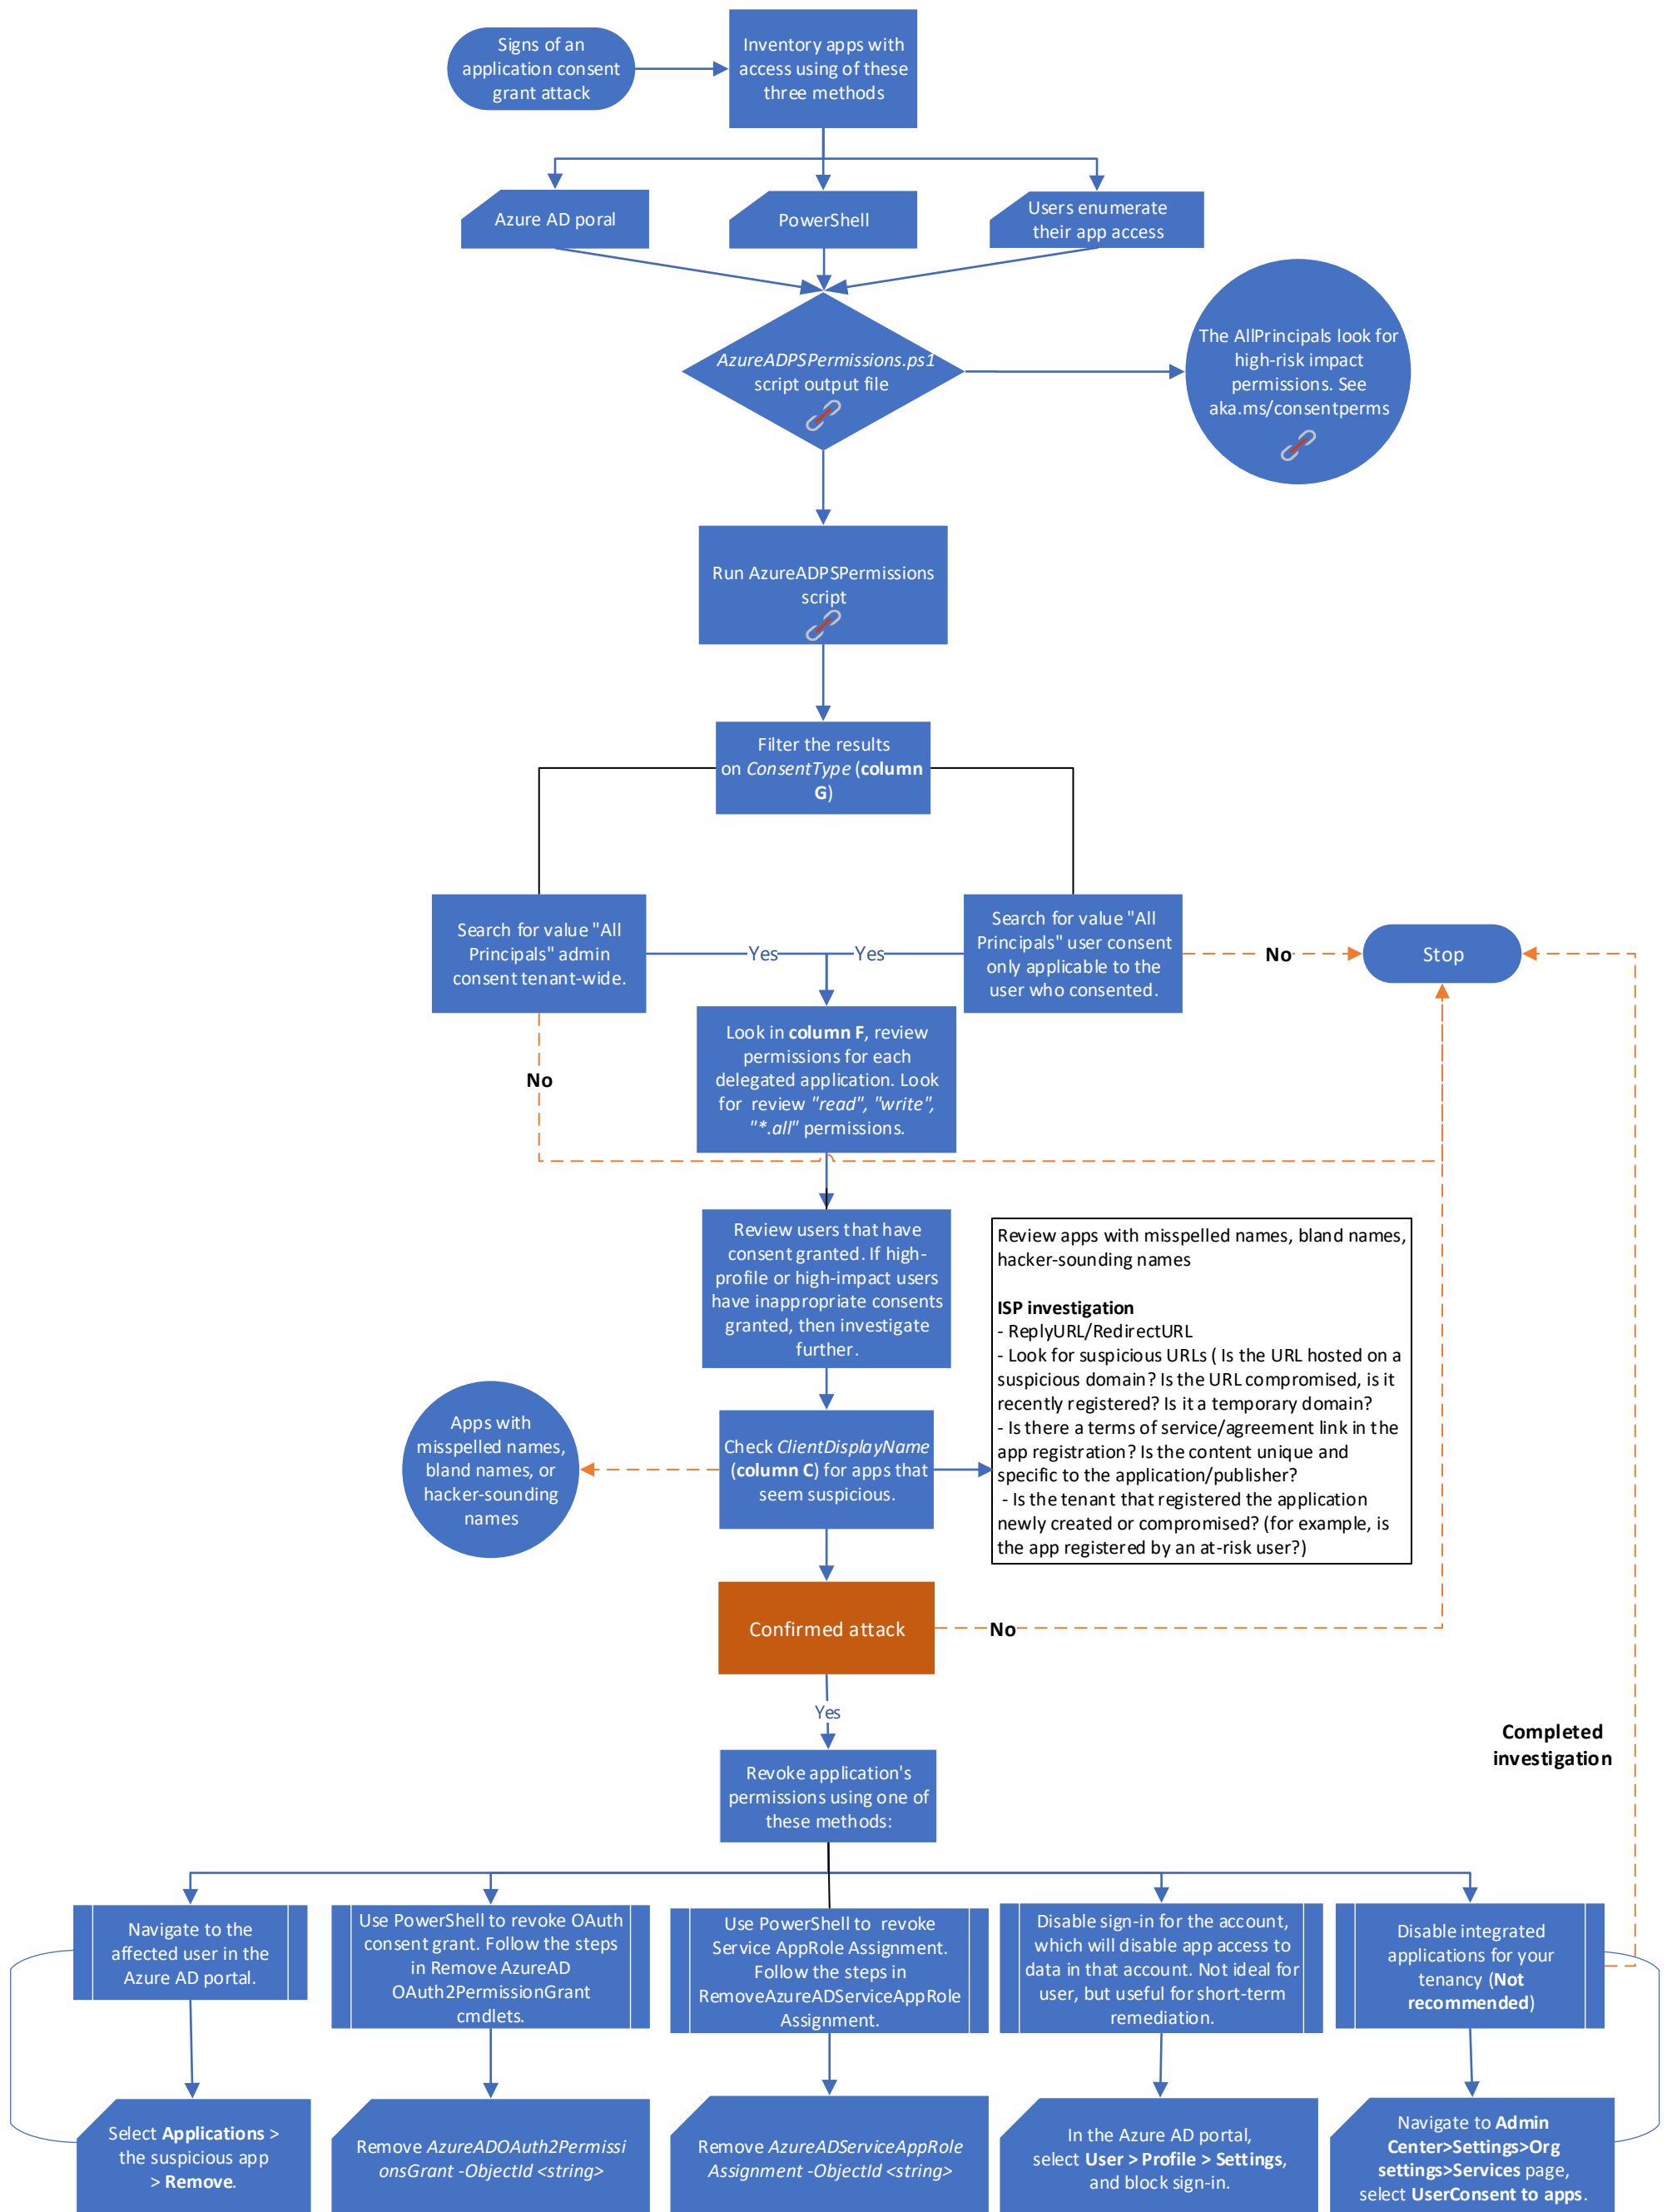 Signs of an
application consent
grant attack
Inventory apps with
access using of these
three methods
Azure AD poral
PowerShell
Users enumerate
their app access
AzureADPSPermissions.ps1
script output file
The AllPrincipals look for
high-risk impact
permissions. See
aka.ms/consentperms
Run AzureADPSPermissions
script
Filter the results
on ConsentType (column
G)
Search for value "All
Principals" admin
consent tenant-wide.
Yes
Yes
Search for value "All
Principals" user consent
only applicable to the
user who consented.
No
Stop
Look in column F, review
permissions for each
delegated application. Look
for review "read", "write",
"*.all" permissions.
No
Review users that have
consent granted. If high-
profile or high-impact users
have inappropriate consents
granted, then investigate
further.
Review apps with misspelled names, bland names,
hacker-sounding names
ISP investigation
- ReplyURL/RedirectURL
- Look for suspicious URLs ( Is the URL hosted on a
suspicious domain? Is the URL compromised, is it
recently registered? Is it a temporary domain?
- Is there a terms of service/agreement link in the
app registration? Is the content unique and
specific to the application/publisher?
- Is the tenant that registered the application
newly created or compromised? (for example, is
the app registered by an at-risk user?)
Apps with
misspelled names,
bland names, or
hacker-sounding
names
Check ClientDisplayName
(column C) for apps that
seem suspicious.
Confirmed attack
No
Yes
Completed
investigation
Revoke application's
permissions using one of
these methods:
Navigate to the
affected user in the
Azure AD portal.
Use PowerShell to revoke OAuth
consent grant. Follow the steps
in Remove AzureAD
OAuth2PermissionGrant
cmdlets.
Use PowerShell to revoke
Service AppRole Assignment.
Follow the steps in
RemoveAzureADServiceAppRole
Assignment.
Disable sign-in for the account,
which will disable app access to
data in that account. Not ideal for
user, but useful for short-term
remediation.
Disable integrated
applications for your
tenancy (Not
recommended)
Select Applications >
the suspicious app
> Remove.
Remove AzureADOAuth2Permissi
onsGrant -ObjectId <string>
Remove AzureADServiceAppRole
Assignment -ObjectId <string>
In the Azure AD portal,
select User > Profile > Settings,
and block sign-in.
Navigate to Admin
Center>Settings>Org
settings>Services page,
select UserConsent to apps.